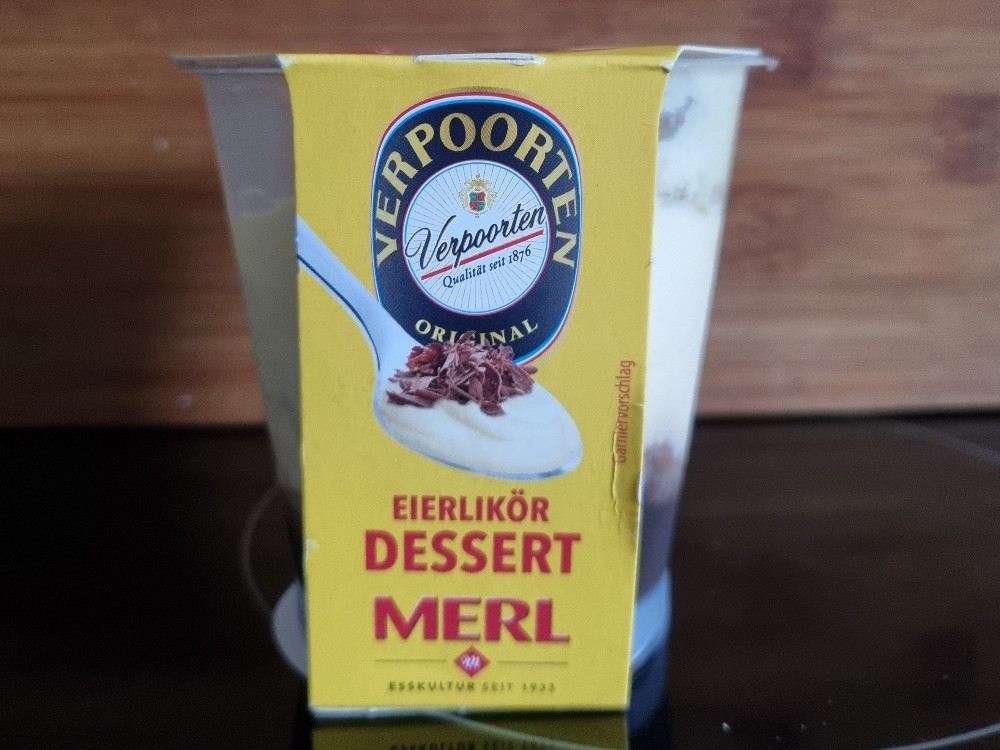 VERPOORTEN
Verpoorten
Qualität seit 1876
ORIGINAL
Garniervorschlag
EIERLIKÖR
DESSERT
MERL
ESSKULTUR SEIT 1933